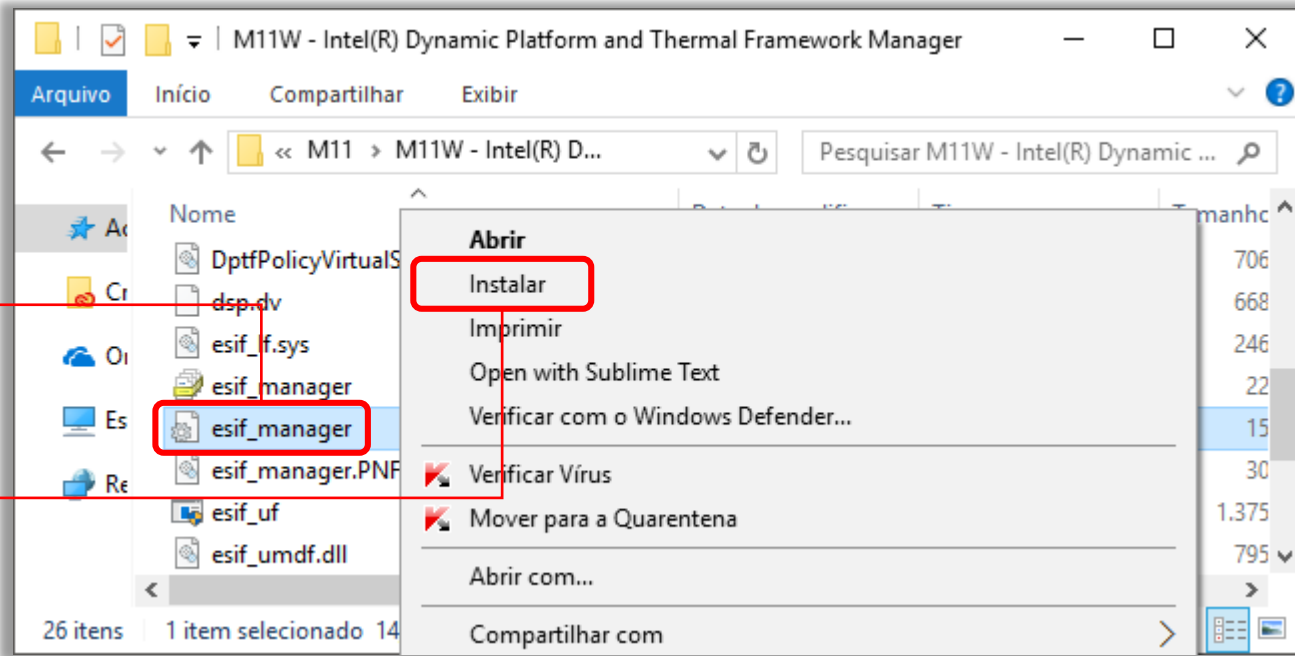 M11W - Intel(R) Dynamic Platform and Thermal Framework Manager
Arquivo Início Compartilhar Exibir
« M11 > M11W - Intel(R) D... Pesquisar M11W - Intel(R) Dynamic ...
Nome
DptfPolicyVirtualS 706
dsp.dv 668
esif_lf.sys 246
esif_manager 22
esif_manager 15
esif_manager.PNF 30
esif_uf 1.375
esif_umdf.dll 795
Abrir
Instalar
Imprimir
Open with Sublime Text
Verificar com o Windows Defender...
Verificar Vírus
Mover para a Quarentena
Abrir com...
Compartilhar com
26 itens 1 item selecionado 14